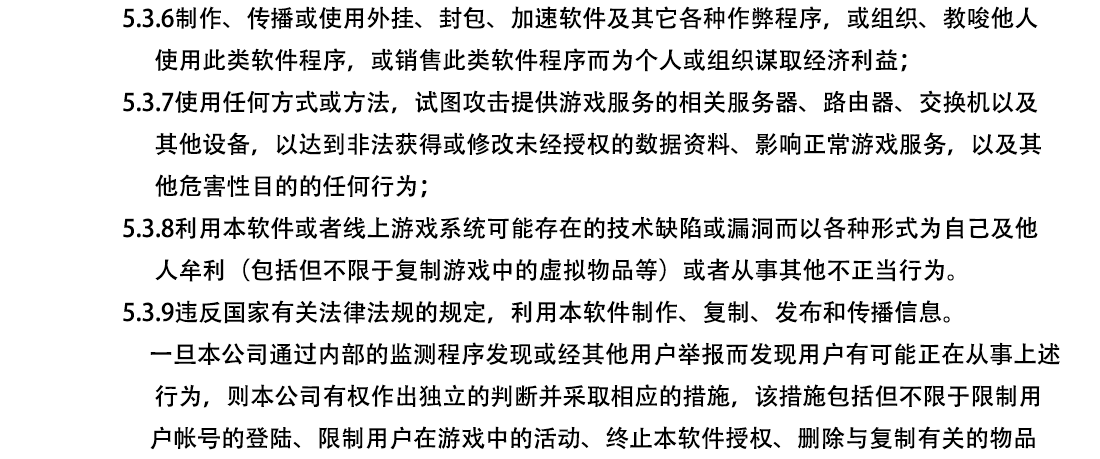 5.3.6制作、传播或使用外挂、封包、加速软件及其它各种作弊程序，或组织、教唆他人
使用此类软件程序，或销售此类软件程序而为个人或组织谋取经济利益；
5.3.7使用任何方式或方法，试图攻击提供游戏服务的相关服务器、路由器、交换机以及
其他设备，以达到非法获得或修改未经授权的数据资料、影响正常游戏服务，以及其
他危害性目的的任何行为；
5.3.8利用本软件或者线上游戏系统可能存在的技术缺陷或漏洞而以各种形式为自己及他
人牟利（包括但不限于复制游戏中的虚拟物品等）或者从事其他不正当行为。
5.3.9违反国家有关法律法规的规定，利用本软件制作、复制、发布和传播信息。
一旦本公司通过内部的监测程序发现或经其他用户举报而发现用户有可能正在从事上述
行为，则本公司有权作出独立的判断并采取相应的措施，该措施包括但不限于限制用
户帐号的登陆、限制用户在游戏中的活动、终止本软件授权、删除与复制有关的物品